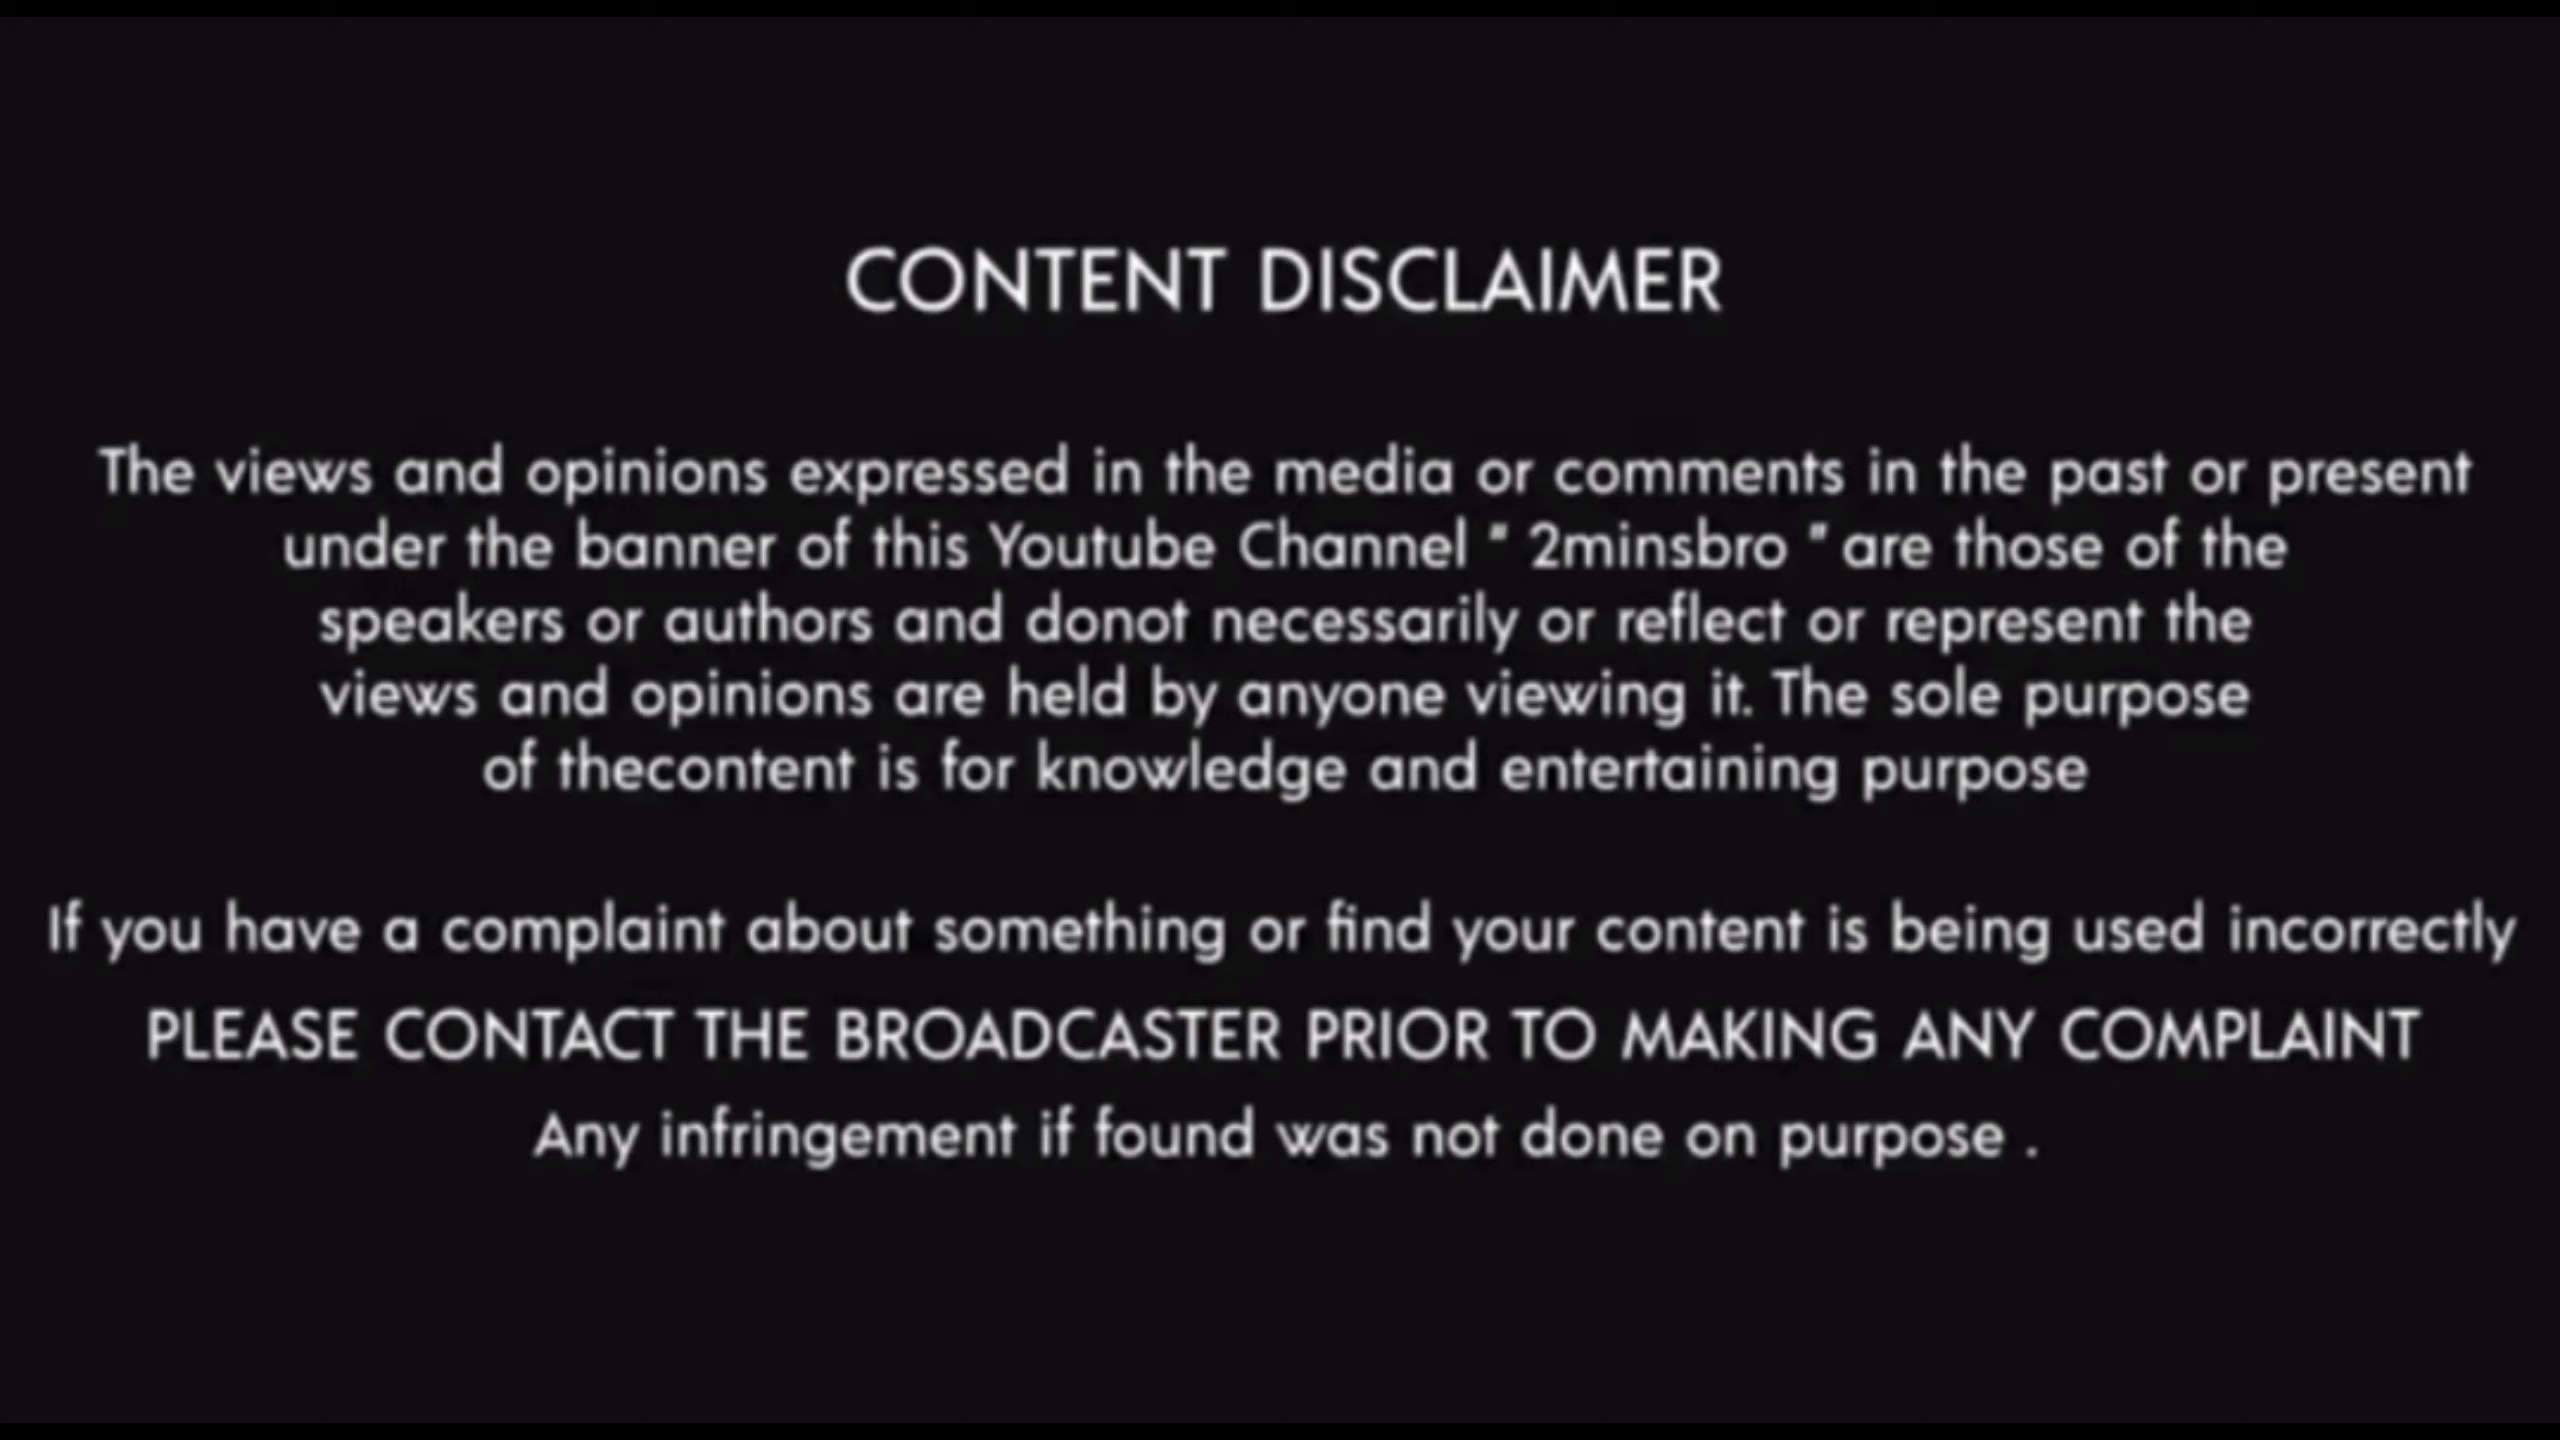 CONTENT DISCLAIMER
The views and opinions expressed in the media or comments in the past or present
under the banner of this Youtube Channel " 2minsbro " are those of the
speakers or authors and donot necessarily or reflect or represent the
views and opinions are held by anyone viewing it. The sole purpose
of thecontent is for knowledge and entertaining purpose
If you have a complaint about something or find your content is being used incorrectly
PLEASE CONTACT THE BROADCASTER PRIOR TO MAKING ANY COMPLAINT
Any infringement if found was not done on purpose .